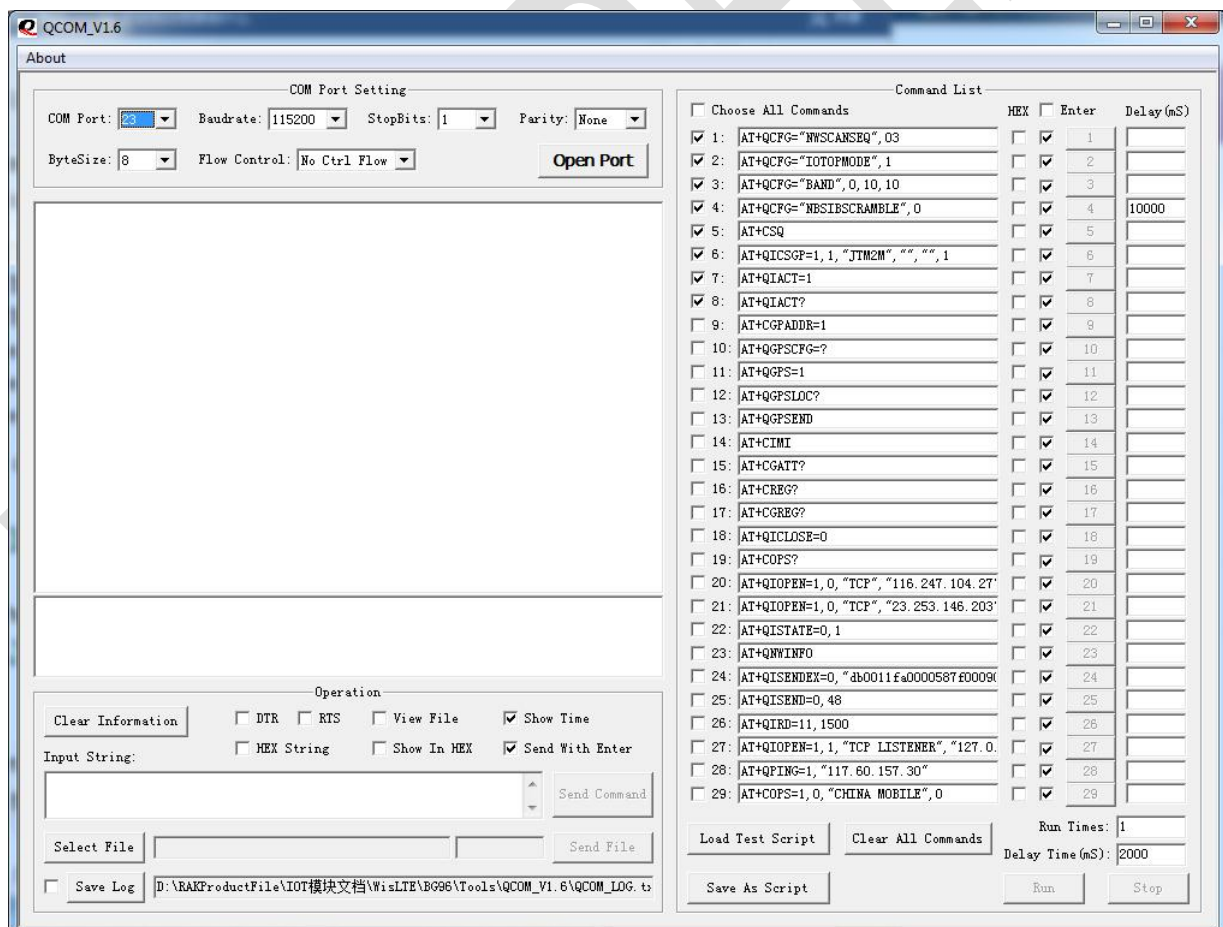 QCOM_V1.6
About
COM Port Setting
COM Port: 23 Baudrate: 115200 StopBits: 1 Parity: None
ByteSize: 8 Flow Control: No Ctrl Flow Open Port
Operation
Clear Information DTR RTS View File Show Time
HEX String Show In HEX Send With Enter
Input String:
Send Command
Select File Send File
Save Log D:\RAKProductFile\IOT模块文档\WisLTE\BG96\Tools\QCOM_V1.6\QCOM_LOG.tx
Command List
Choose All Commands HEX Enter Delay(mS)
1: AT+QCFG="NWSCANSEQ",03 1
2: AT+QCFG="IOTOPMODE",1 2
3: AT+QCFG="BAND",0,10,10 3
4: AT+QCFG="NBSIBSCRAMBLE",0 4 10000
5: AT+CSQ 5
6: AT+QICSGP=1,1,"JTM2M","","",1 6
7: AT+QIACT=1 7
8: AT+QIACT? 8
9: AT+CGPADDR=1 9
10: AT+QGPSCFG=? 10
11: AT+QGPS=1 11
12: AT+QGPSLOC? 12
13: AT+QGPSEND 13
14: AT+CIMI 14
15: AT+CGATT? 15
16: AT+CREG? 16
17: AT+CGREG? 17
18: AT+QICLOSE=0 18
19: AT+COPS? 19
20: AT+QIOPEN=1,0,"TCP","116.247.104.27" 20
21: AT+QIOPEN=1,0,"TCP","23.253.146.203" 21
22: AT+QISTATE=0,1 22
23: AT+QNWINFO 23
24: AT+QISENDEX=0,"db0011fa0000587f00090 24
25: AT+QISEND=0,48 25
26: AT+QIRD=11,1500 26
27: AT+QIOPEN=1,1,"TCP LISTENER","127.0. 27
28: AT+QPING=1,"117.60.157.30" 28
29: AT+COPS=1,0,"CHINA MOBILE",0 29
Load Test Script Clear All Commands Run Times: 1
Delay Time(mS): 2000
Save As Script Run Stop